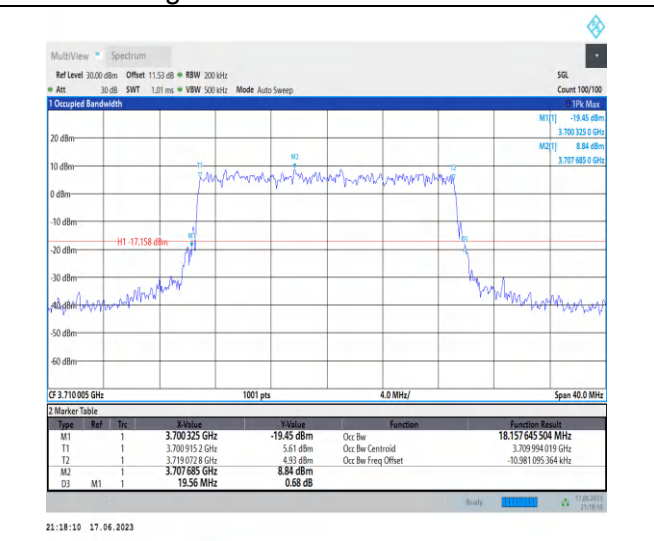 MultiView Spectrum
Ref Level 30.00 dBm Offset 11.53 dB RBW 200 kHz SGL
Att 30 dB SWT 1.01 ms VBW 500 kHz Mode Auto Sweep Count 100/100
1 Occupied Bandwidth 1Pk Max
M1[1] -19.45 dBm
3.700 325 0 GHz
M2[1] 8.84 dBm
3.707 685 0 GHz
20 dBm
M2
T1
T2
10 dBm
0 dBm
-10 dBm
M1
H1 -17.158 dBm
-20 dBm
-30 dBm
-40 dBm
-50 dBm
-60 dBm
CF 3.710 005 GHz 1001 pts 4.0 MHz/ Span 40.0 MHz
2 Marker Table
Type Ref Trc X-Value Y-Value Function Function Result
M1 1 3.700 325 GHz -19.45 dBm Occ Bw 18.157 645 504 MHz
T1 1 3.700 915 2 GHz 5.61 dBm Occ Bw Centroid 3.709 994 019 GHz
T2 1 3.719 072 8 GHz 4.93 dBm Occ Bw Freq Offset -10.981 095 364 kHz
M2 1 3.707 685 GHz 8.84 dBm
D3 M1 1 19.56 MHz 0.68 dB
Ready 17.06.2023
21:18:10
21:18:10 17.06.2023